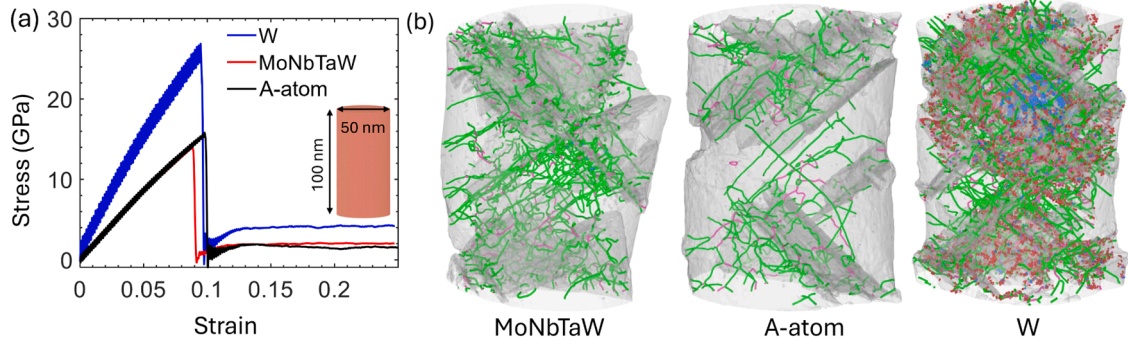 (a)
30
20
10
0
Stress (GPa)
W
MoNbTaW
A-atom
50 nm
100 nm
0
0.05
0.1
0.15
0.2
Strain
(b)
MoNbTaW
A-atom
W